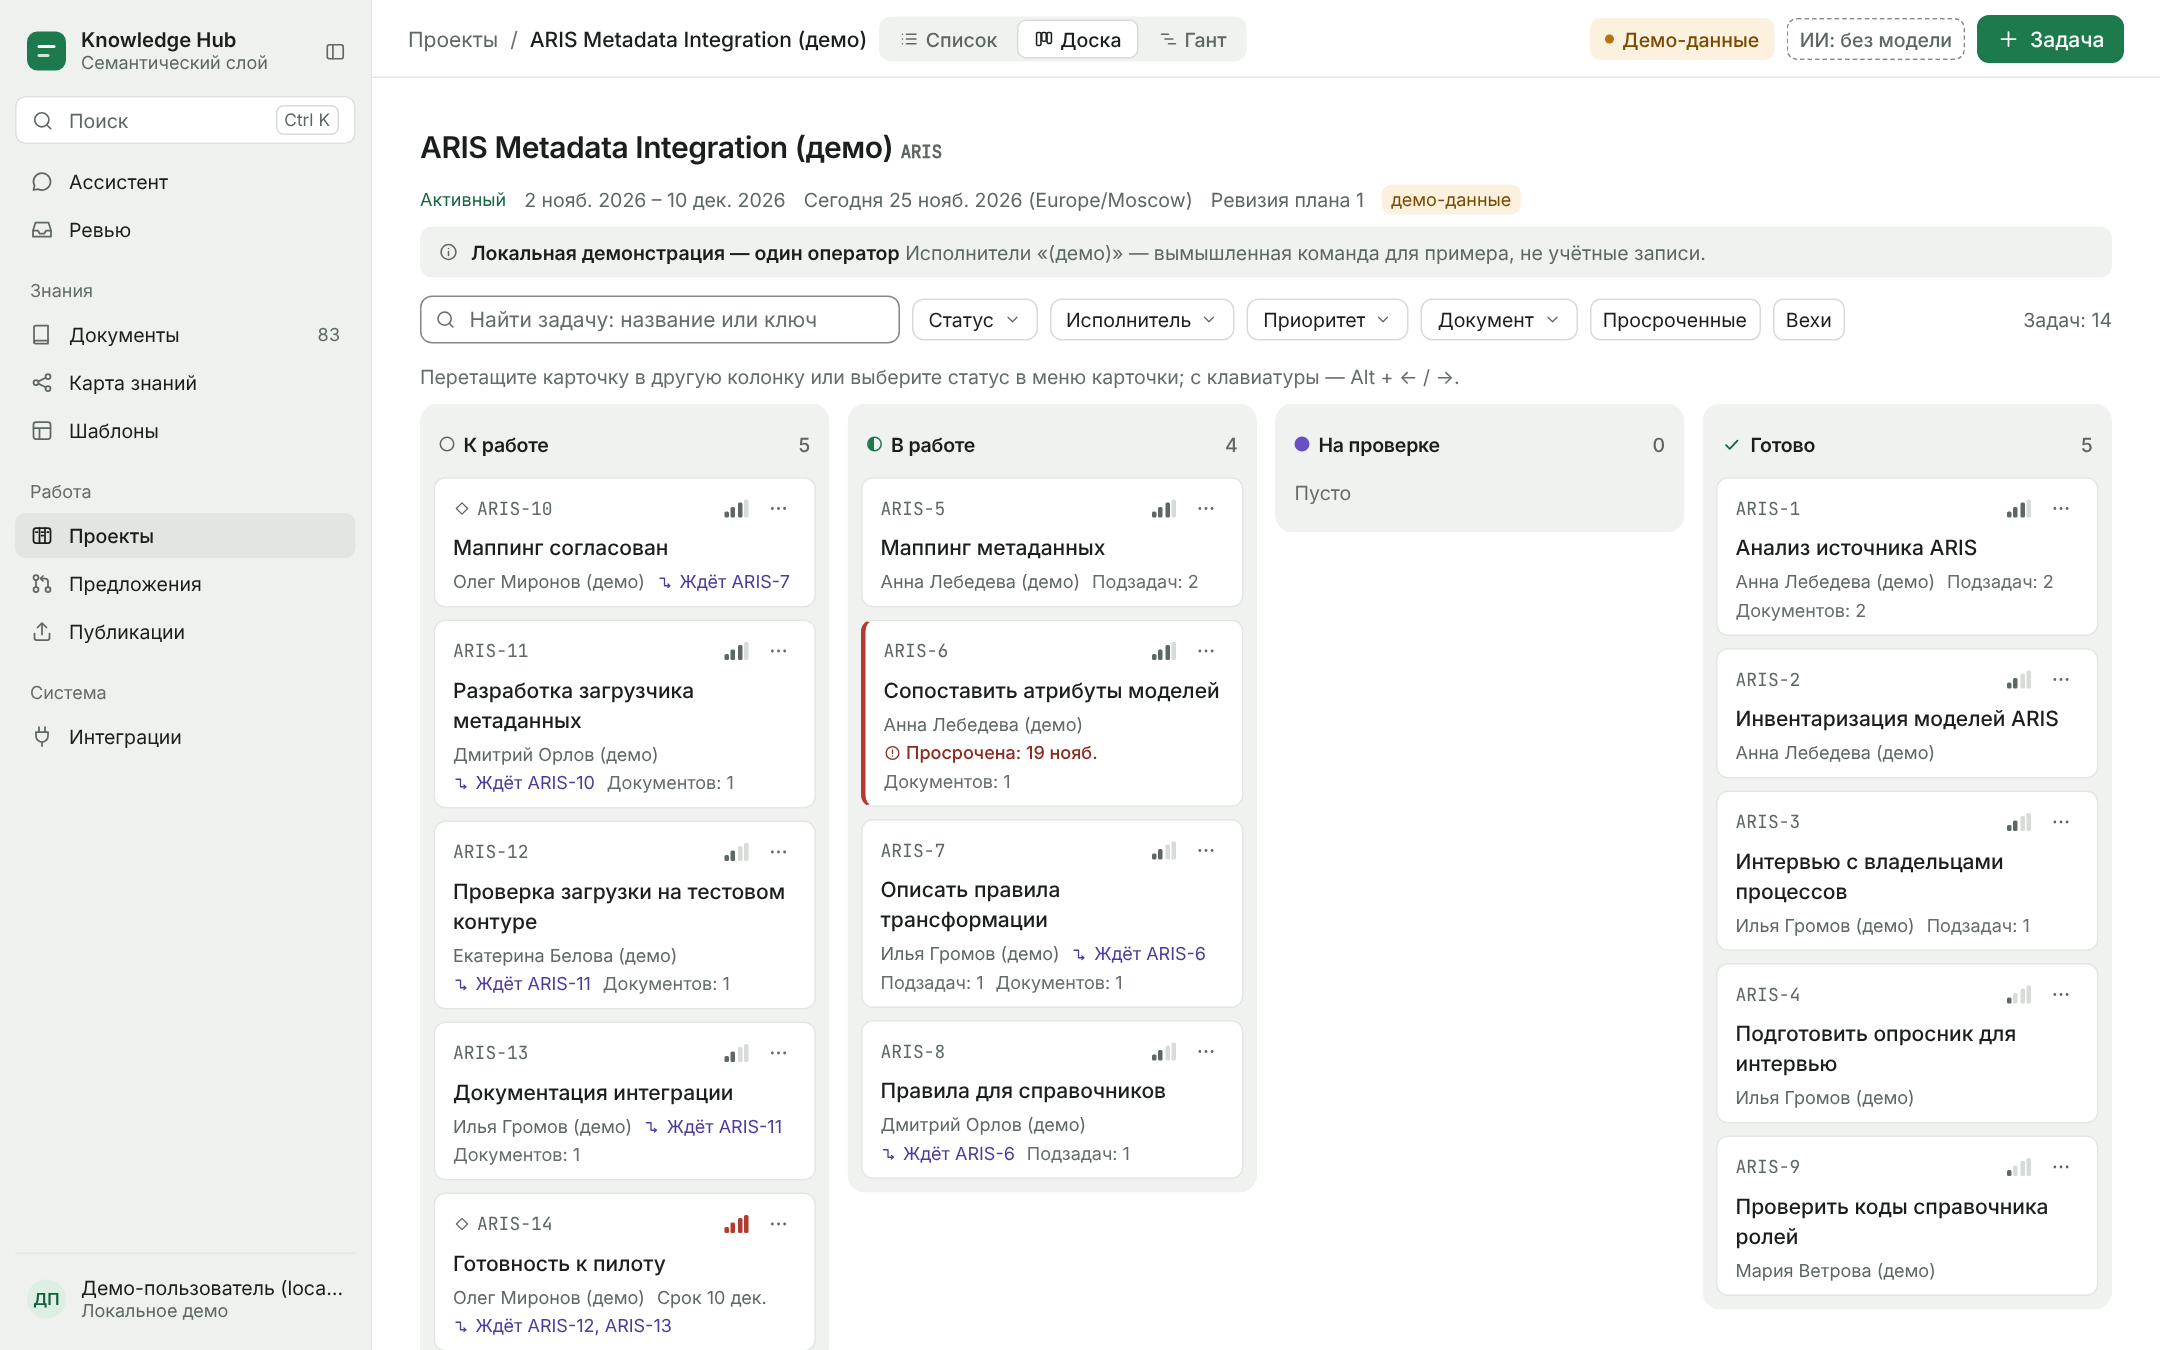 Knowledge Hub
Семантический слой
Поиск
Ctrl K
Ассистент
Ревью
Знания
Документы 83
Карта знаний
Шаблоны
Работа
Проекты
Предложения
Публикации
Система
Интеграции
ДП
Демо-пользователь (loca...
Локальное демо
Проекты / ARIS Metadata Integration (демо)
Список
Доска
Гант
Демо-данные
ИИ: без модели
+ Задача
ARIS Metadata Integration (демо) ARIS
Активный 2 нояб. 2026 – 10 дек. 2026 Сегодня 25 нояб. 2026 (Europe/Moscow) Ревизия плана 1 демо-данные
Локальная демонстрация — один оператор Исполнители «(демо)» — вымышленная команда для примера, не учётные записи.
Найти задачу: название или ключ
Статус
Исполнитель
Приоритет
Документ
Просроченные
Вехи
Задач: 14
Перетащите карточку в другую колонку или выберите статус в меню карточки; с клавиатуры — Alt + ← / →.
К работе 5
ARIS-10
Маппинг согласован
Олег Миронов (демо) Ждёт ARIS-7
ARIS-11
Разработка загрузчика
метаданных
Дмитрий Орлов (демо)
Ждёт ARIS-10 Документов: 1
ARIS-12
Проверка загрузки на тестовом
контуре
Екатерина Белова (демо)
Ждёт ARIS-11 Документов: 1
ARIS-13
Документация интеграции
Илья Громов (демо) Ждёт ARIS-11
Документов: 1
ARIS-14
Готовность к пилоту
Олег Миронов (демо) Срок 10 дек.
Ждёт ARIS-12, ARIS-13
В работе 4
ARIS-5
Маппинг метаданных
Анна Лебедева (демо) Подзадач: 2
ARIS-6
Сопоставить атрибуты моделей
Анна Лебедева (демо)
Просрочена: 19 нояб.
Документов: 1
ARIS-7
Описать правила
трансформации
Илья Громов (демо) Ждёт ARIS-6
Подзадач: 1 Документов: 1
ARIS-8
Правила для справочников
Дмитрий Орлов (демо)
Ждёт ARIS-6 Подзадач: 1
На проверке 0
Пусто
Готово 5
ARIS-1
Анализ источника ARIS
Анна Лебедева (демо) Подзадач: 2
Документов: 2
ARIS-2
Инвентаризация моделей ARIS
Анна Лебедева (демо)
ARIS-3
Интервью с владельцами
процессов
Илья Громов (демо) Подзадач: 1
ARIS-4
Подготовить опросник для
интервью
Илья Громов (демо)
ARIS-9
Проверить коды справочника
ролей
Мария Ветрова (демо)